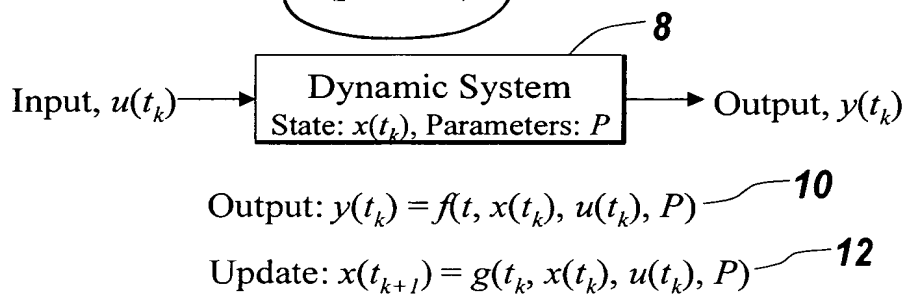 8
Input, u(t_k)
Dynamic System
State: x(t_k), Parameters: P
Output, y(t_k)
Output: y(t_k) = f(t, x(t_k), u(t_k), P)
10
Update: x(t_{k+1}) = g(t_k, x(t_k), u(t_k), P)
12